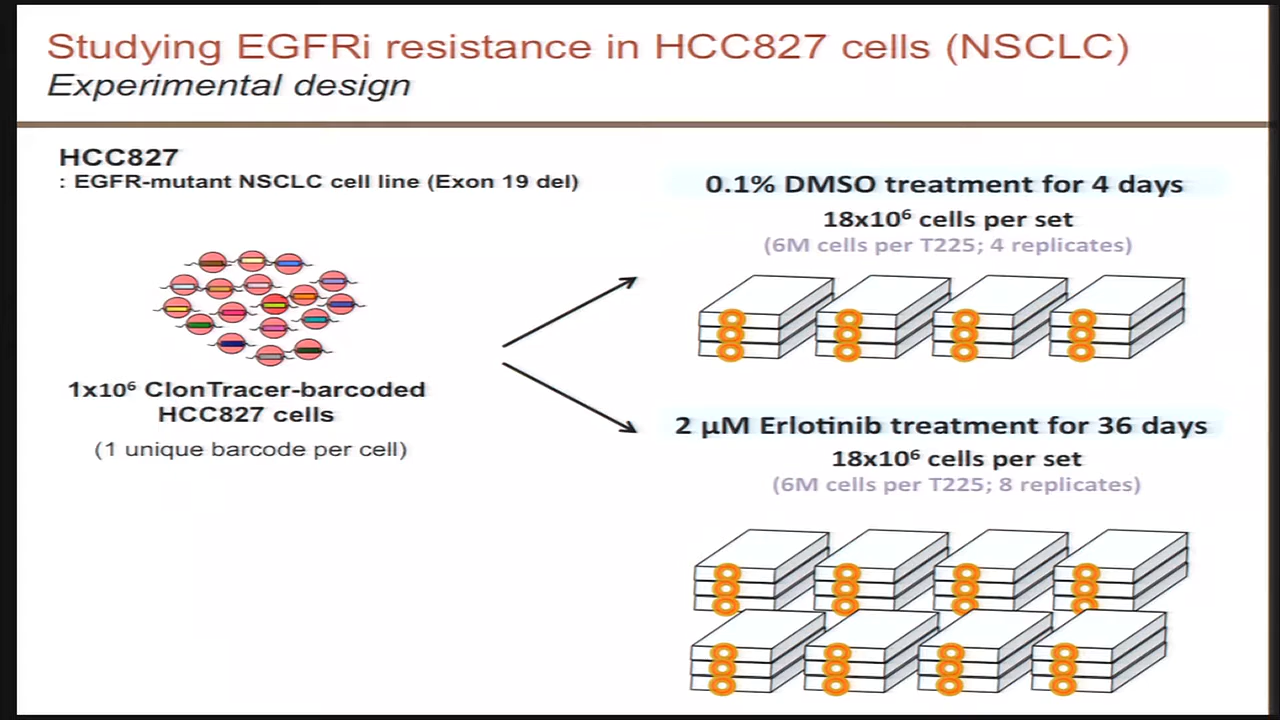 Studying EGFRi resistance in HCC827 cells (NSCLC)
Experimental design
HCC827
: EGFR-mutant NSCLC cell line (Exon 19 del)
1x10⁶ ClonTracer-barcoded
HCC827 cells
(1 unique barcode per cell)
0.1% DMSO treatment for 4 days
18x10⁶ cells per set
(6M cells per T225; 4 replicates)
2 µM Erlotinib treatment for 36 days
18x10⁶ cells per set
(6M cells per T225; 8 replicates)